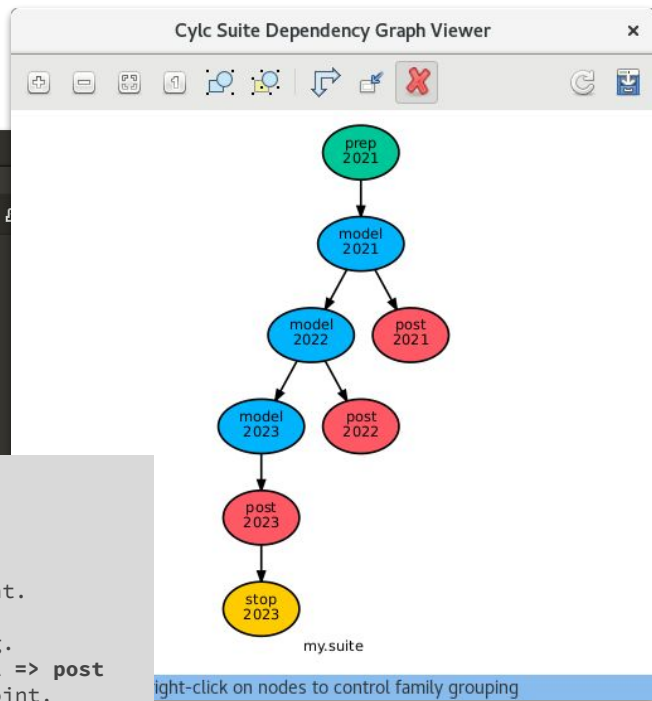 Cylc Suite Dependency Graph Viewer
prep
2021
model
2021
model
2022
post
2021
model
2023
post
2022
post
2023
stop
2023
my.suite
=> post
ight-click on nodes to control family grouping